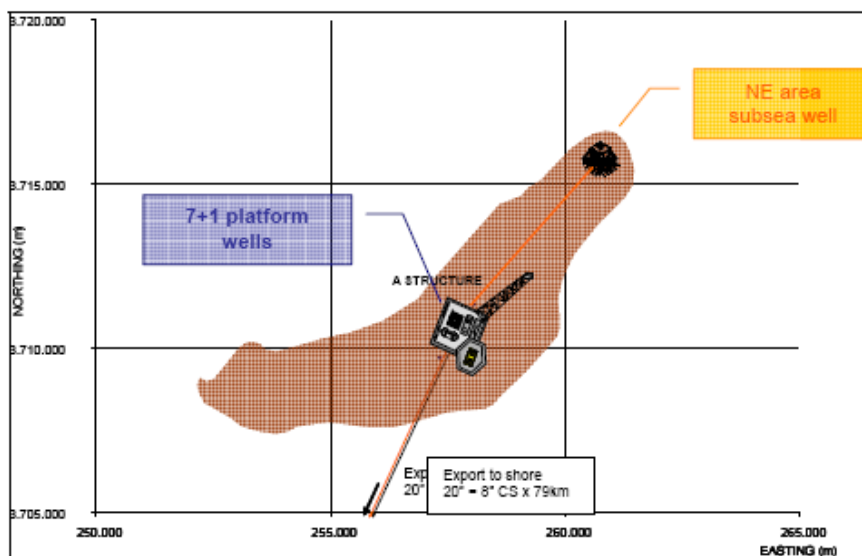 3.720.000
NE area
subsea well
3.715.000
7+1 platform
wells
NORTHING (m)
A STRUCTURE
3.710.000
Exp
20"
Export to shore
20" = 8" CS x 79km
3.705.000
250.000
255.000
260.000
265.000
EASTING (m)